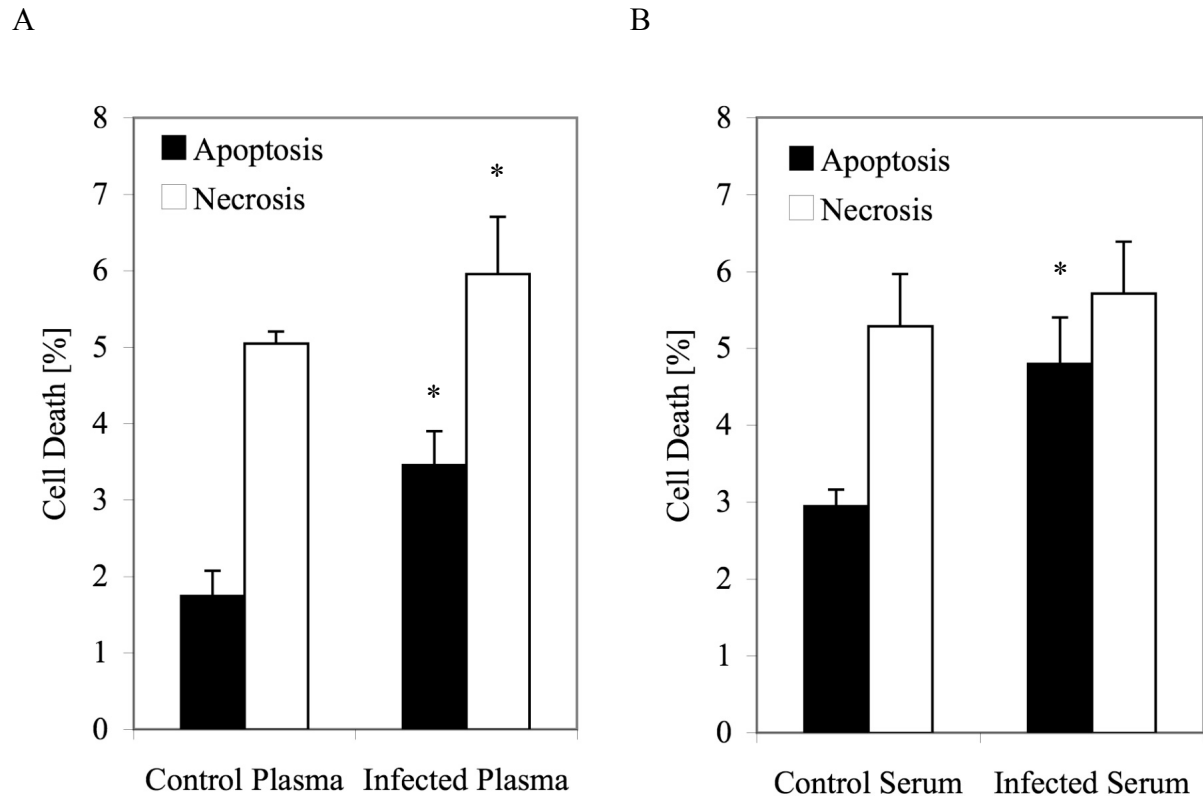 A
8
7
6
5
4
3
2
1
0
Cell Death [%]
Apoptosis
Necrosis
*
*
Control Plasma
Infected Plasma
B
8
7
6
5
4
3
2
1
0
Cell Death [%]
Apoptosis
Necrosis
*
Control Serum
Infected Serum